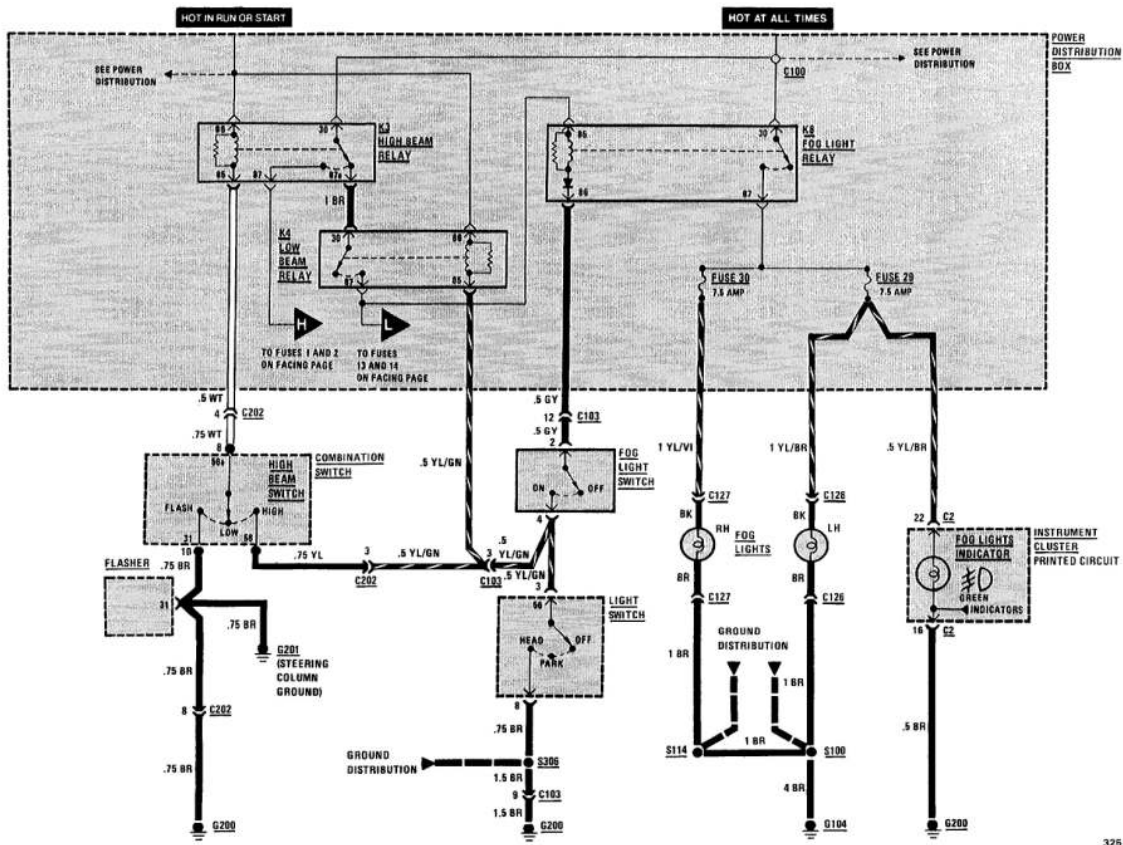 HOT IN RUN OR START
HOT AT ALL TIMES
POWER
DISTRIBUTION
BOX
SEE POWER
DISTRIBUTION
SEE POWER
DISTRIBUTION
C100
86
30
K3
HIGH BEAM
RELAY
85
87
87a
85
30
K8
FOG LIGHT
RELAY
86
87
1 BR
K4
LOW
BEAM
RELAY
30
86
87
85
FUSE 30
7.5 AMP
FUSE 29
7.5 AMP
H
L
TO FUSES 1 AND 2
ON FACING PAGE
TO FUSES
13 AND 14
ON FACING PAGE
.5 WT
4
C202
.75 WT
8
.5 GY
12
C103
.5 GY
2
.5 YL/GN
1 YL/VI
1 YL/BR
.5 YL/BR
56a
HIGH
BEAM
SWITCH
COMBINATION
SWITCH
FLASH
LOW
HIGH
31
56
10
FOG
LIGHT
SWITCH
ON
OFF
4
C127
C128
BK
BK
RH
LH
FOG
LIGHTS
BR
BR
C127
C126
22
C2
FOG LIGHTS
INDICATOR
GREEN
INDICATORS
INSTRUMENT
CLUSTER
PRINTED CIRCUIT
16
C2
.75 BR
.75 YL
3
C202
.5 YL/GN
3
C103
.5
YL/GN
.5 YL/GN
FLASHER
31
.75 BR
G201
(STEERING
COLUMN
GROUND)
3
56
LIGHT
SWITCH
HEAD
OFF
PARK
8
.75 BR
8
C202
.75 BR
G200
.75 BR
GROUND
DISTRIBUTION
S306
1.5 BR
9
C103
1.5 BR
G200
GROUND
DISTRIBUTION
1 BR
1 BR
1 BR
S114
S100
4 BR
G104
.5 BR
G200
325